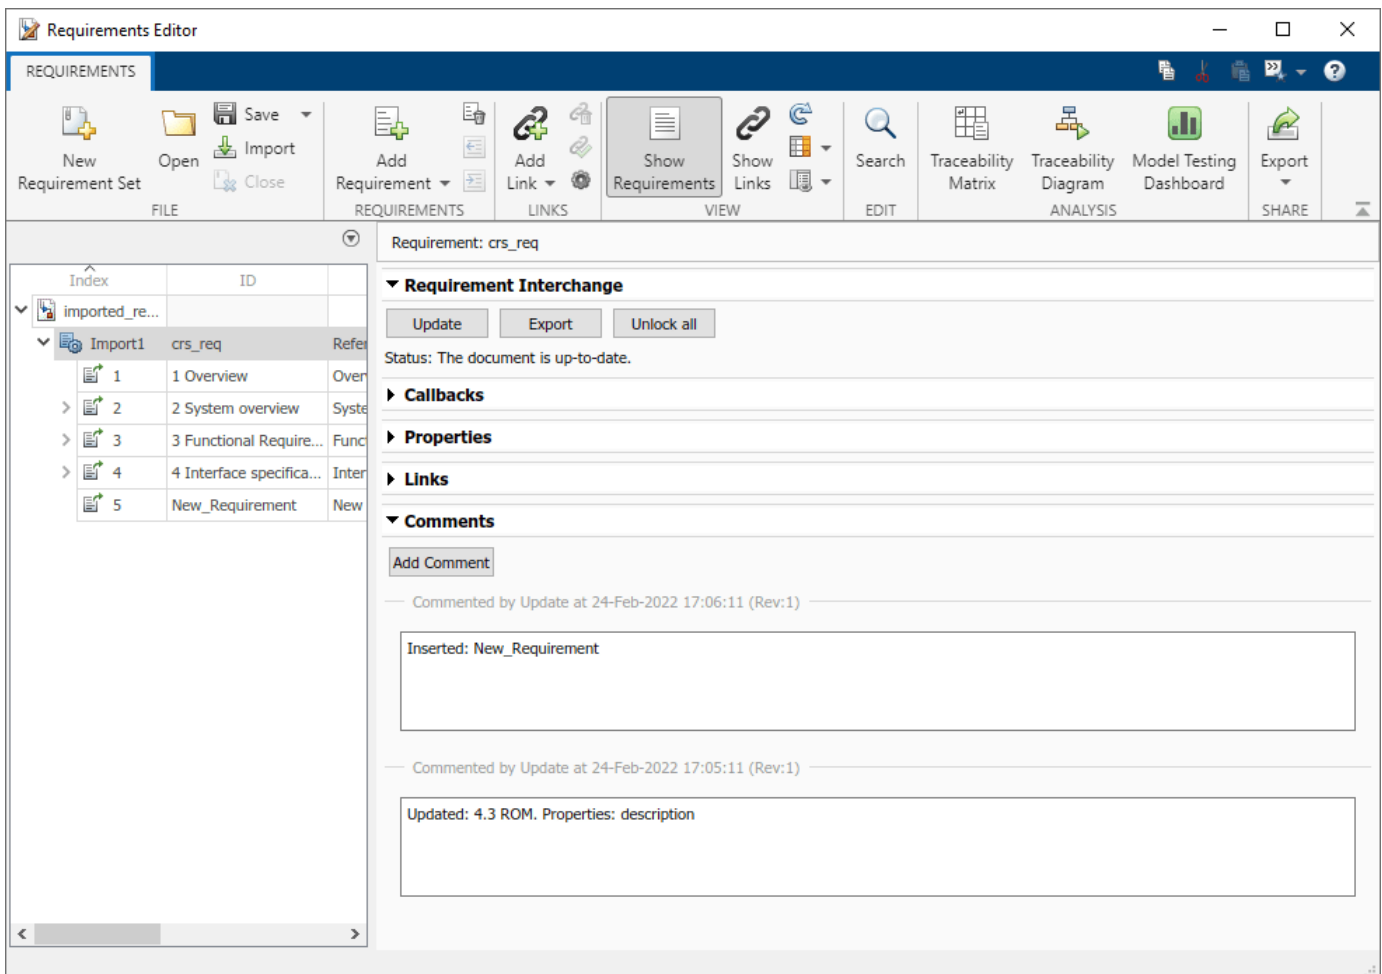 Requirements Editor
REQUIREMENTS
New
Requirement Set
Open
Save
Import
Close
FILE
Add
Requirement
REQUIREMENTS
Add
Link
LINKS
Show
Requirements
Show
Links
VIEW
Search
EDIT
Traceability
Matrix
Traceability
Diagram
Model Testing
Dashboard
ANALYSIS
Export
SHARE
Index ID
imported_re...
Import1 crs_req Refer
1 1 Overview Over
2 2 System overview Syste
3 3 Functional Require... Func
4 4 Interface specifica... Inter
5 New_Requirement New
Requirement: crs_req
Requirement Interchange
Update Export Unlock all
Status: The document is up-to-date.
Callbacks
Properties
Links
Comments
Add Comment
Commented by Update at 24-Feb-2022 17:06:11 (Rev:1)
Inserted: New_Requirement
Commented by Update at 24-Feb-2022 17:05:11 (Rev:1)
Updated: 4.3 ROM. Properties: description